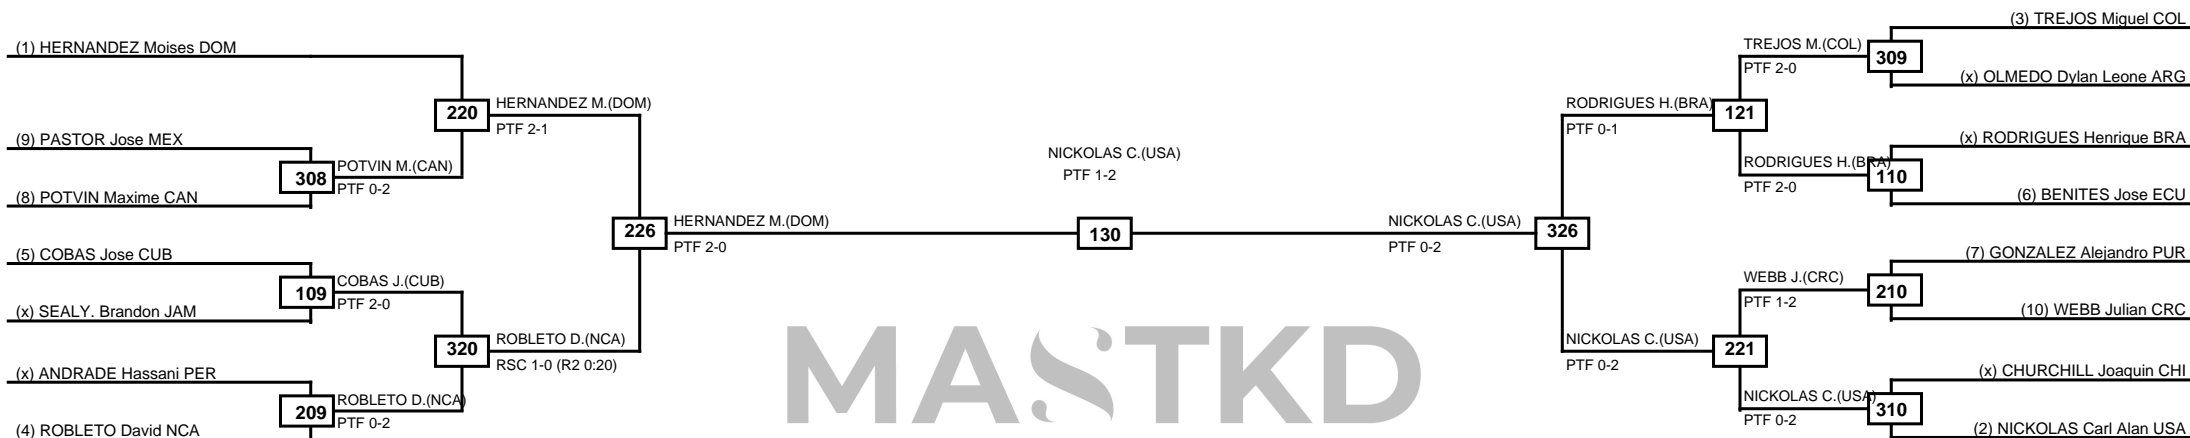 (1) HERNANDEZ Moises DOM
220
HERNANDEZ M.(DOM)
PTF 2-1
(9) PASTOR Jose MEX
308
POTVIN M.(CAN)
PTF 0-2
(8) POTVIN Maxime CAN
226
HERNANDEZ M.(DOM)
PTF 2-0
(5) COBAS Jose CUB
109
COBAS J.(CUB)
PTF 2-0
(x) SEALY. Brandon JAM
320
ROBLETO D.(NCA)
RSC 1-0 (R2 0:20)
(x) ANDRADE Hassani PER
209
ROBLETO D.(NCA)
PTF 0-2
(4) ROBLETO David NCA
NICKOLAS C.(USA)
PTF 1-2
130
MASTKD
(3) TREJOS Miguel COL
TREJOS M.(COL)
309
PTF 2-0
(x) OLMEDO Dylan Leone ARG
RODRIGUES H.(BRA)
121
PTF 0-1
(x) RODRIGUES Henrique BRA
RODRIGUES H.(BRA)
110
PTF 2-0
(6) BENITES Jose ECU
NICKOLAS C.(USA)
326
PTF 0-2
(7) GONZALEZ Alejandro PUR
WEBB J.(CRC)
210
PTF 1-2
(10) WEBB Julian CRC
NICKOLAS C.(USA)
221
PTF 0-2
(x) CHURCHILL Joaquin CHI
NICKOLAS C.(USA)
310
PTF 0-2
(2) NICKOLAS Carl Alan USA